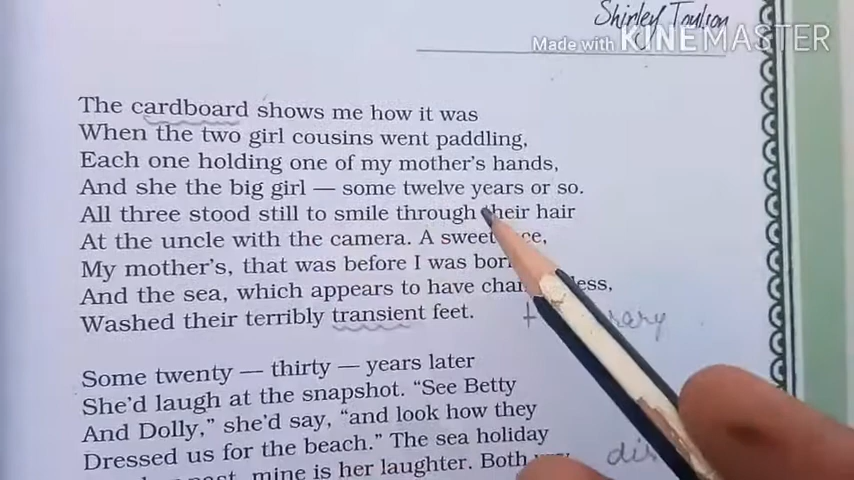 Shirley Toulson
Made with KINEMASTER
The cardboard shows me how it was
When the two girl cousins went paddling,
Each one holding one of my mother's hands,
And she the big girl — some twelve years or so.
All three stood still to smile through their hair
At the uncle with the camera. A sweet
My mother's, that was before I was born
And the sea, which appears to have
Washed their terribly transient feet.
Some twenty — thirty — years later
She'd laugh at the snapshot. "See Betty
And Dolly," she'd say, "and look how they
Dressed us for the beach." The sea holiday
past, mine is her laughter. Both